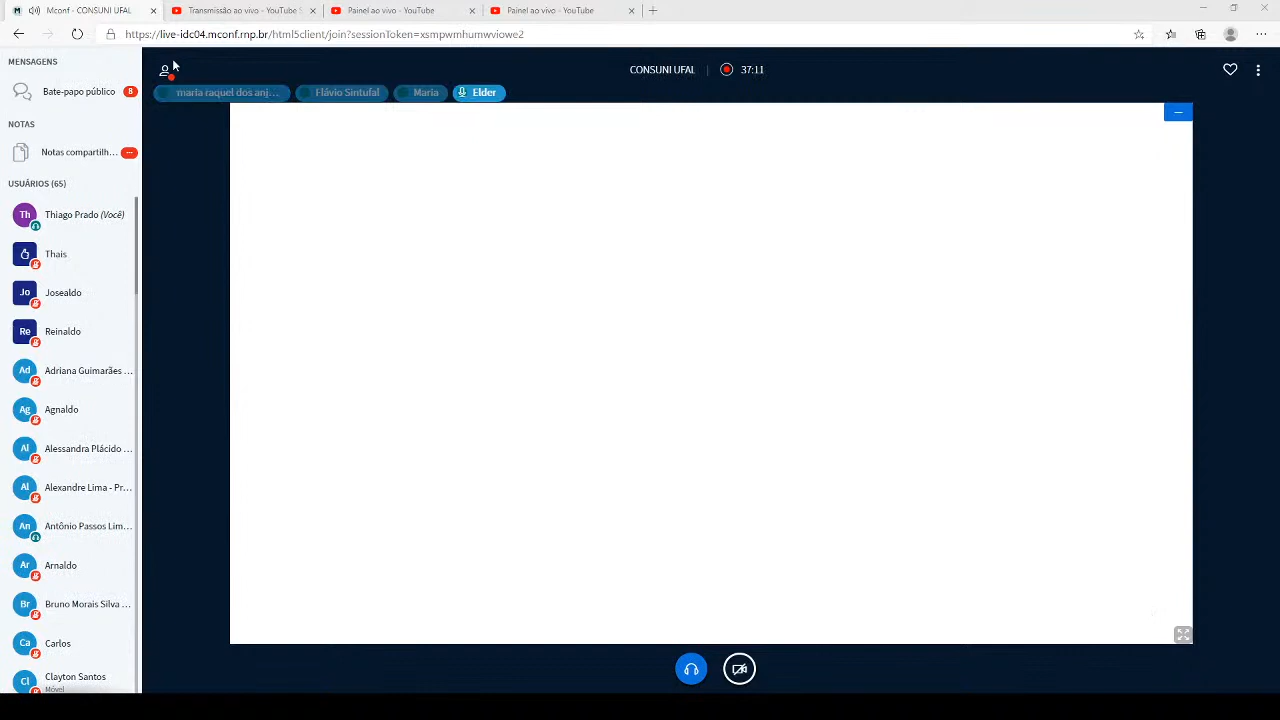 Mconf - CONSUNI UFAL
Transmissão ao vivo - YouTube S
Painel ao vivo - YouTube
Painel ao vivo - YouTube
https://live-idc04.mconf.rnp.br/html5client/join?sessionToken=xsmpwmhumwviowe2
MENSAGENS
Bate-papo público
8
NOTAS
Notas compartilh...
USUÁRIOS (65)
Th
Thiago Prado (Você)
Thais
Jo
Josealdo
Re
Reinaldo
Ad
Adriana Guimarães ...
Ag
Agnaldo
Al
Alessandra Plácido ...
Al
Alexandre Lima - Pr...
An
Antônio Passos Lim...
Ar
Arnaldo
Br
Bruno Morais Silva ...
Ca
Carlos
Cl
Clayton Santos
Móvel
CONSUNI UFAL
37:11
maria raquel dos anj...
Flávio Sintufal
Maria
Elder